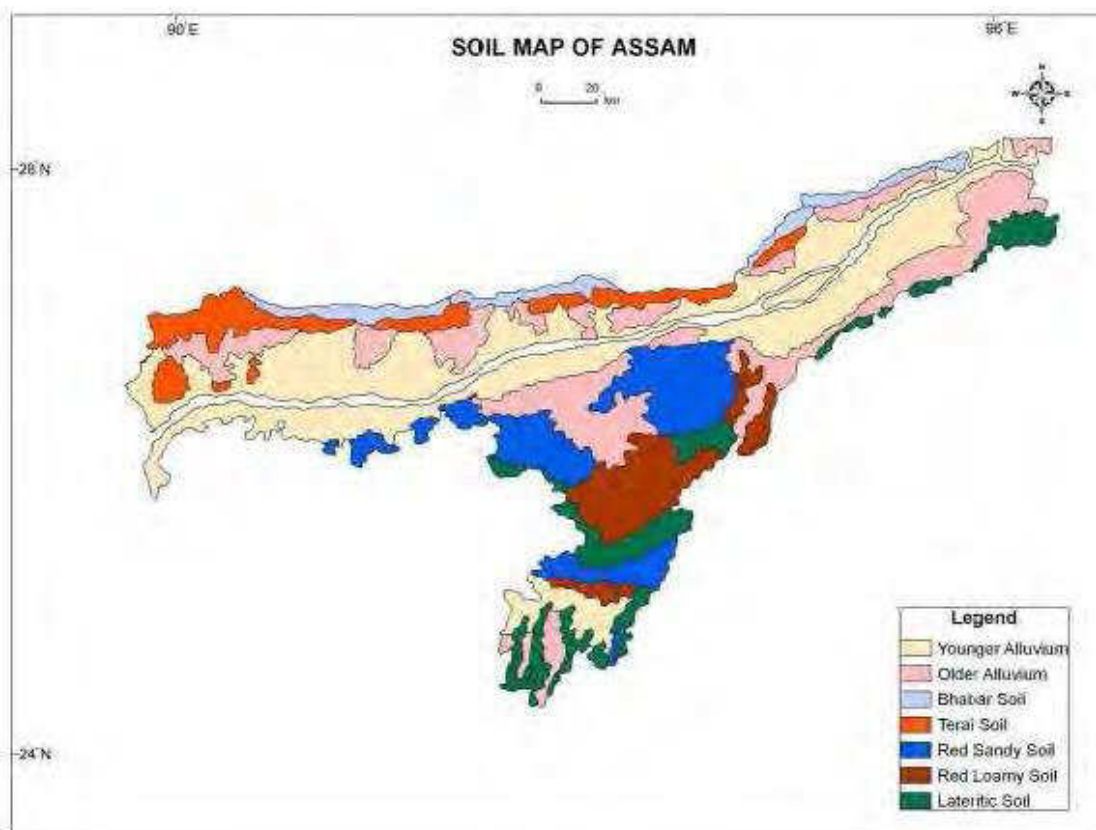 90°E 96°E
SOIL MAP OF ASSAM
0 20
km
N
W E
S
28°N
24°N
Legend
Younger Alluvium
Older Alluvium
Bhabar Soil
Terai Soil
Red Sandy Soil
Red Loamy Soil
Lateritic Soil